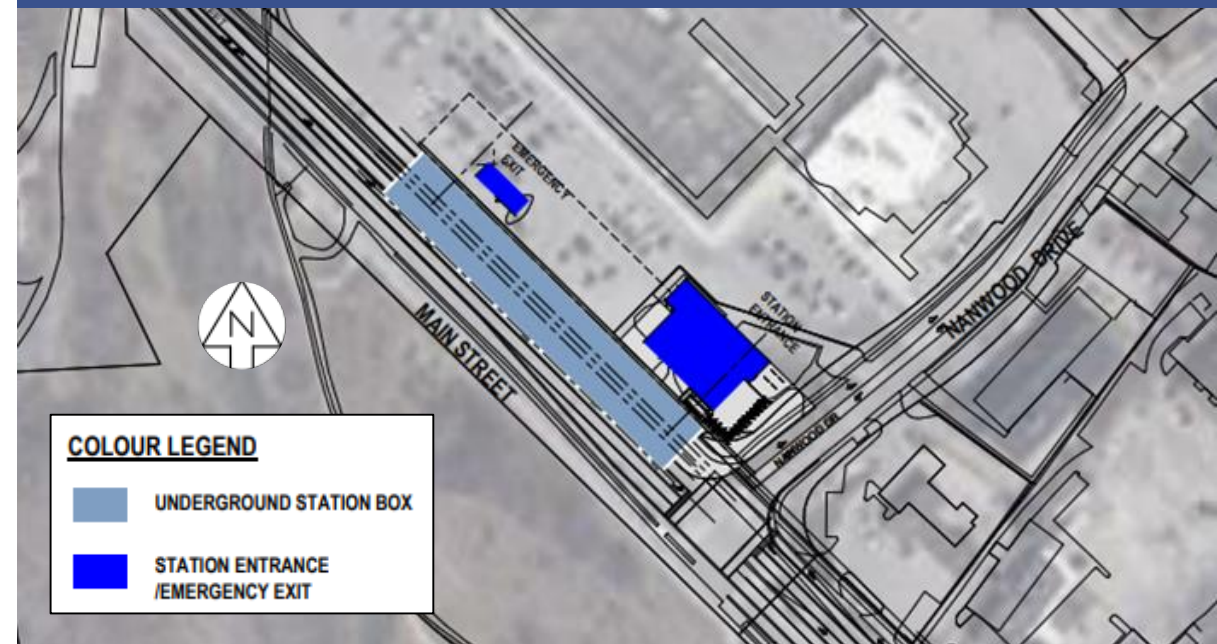 EMERGENCY
EXIT
STATION
ENTRANCE
NANWOOD DRIVE
MAIN STREET
NANWOOD DR
N
COLOUR LEGEND
UNDERGROUND STATION BOX
STATION ENTRANCE
/EMERGENCY EXIT